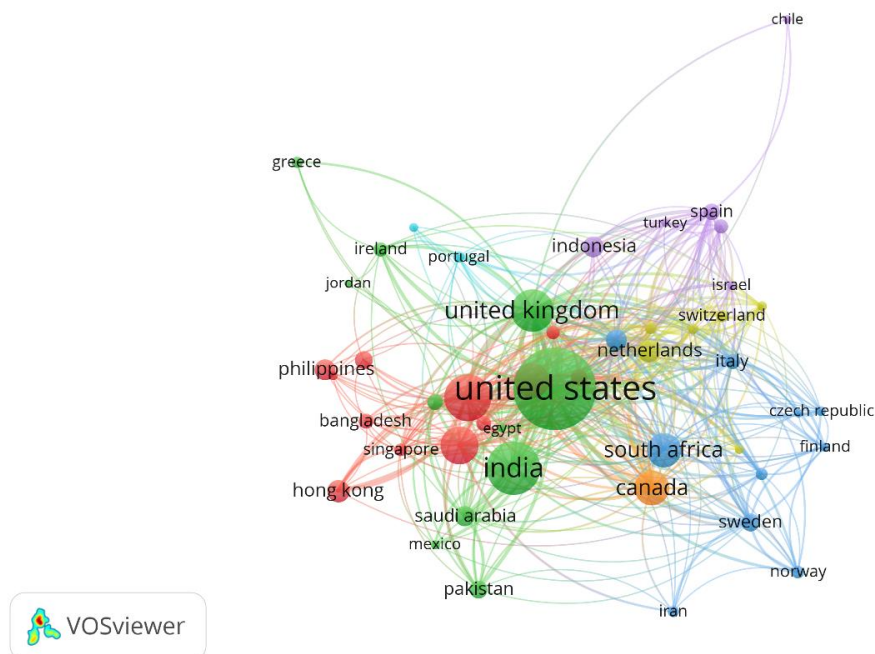 chile
greece
spain
turkey
indonesia
ireland
portugal
jordan
israel
united kingdom
switzerland
netherlands
italy
philippines
united states
czech republic
bangladesh
egypt
singapore
south africa
finland
india
hong kong
canada
saudi arabia
sweden
mexico
norway
pakistan
iran
VOSviewer